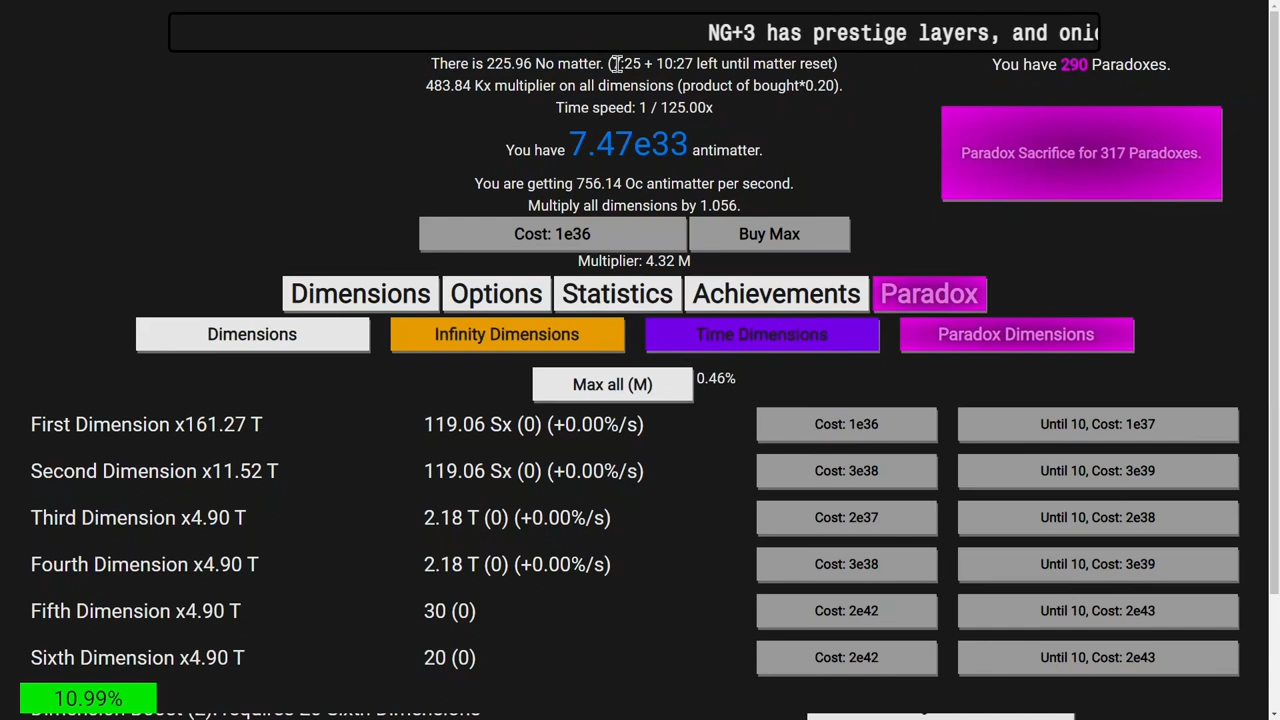 NG+3 has prestige layers, and
There is 225.96 No matter. ( :25 + 10:27 left until matter reset)
You have 290 Paradoxes.
483.84 Kx multiplier on all dimensions (product of bought*0.20).
Time speed: 1 / 125.00x
You have 7.47e33 antimatter.
Paradox Sacrifice for 317 Paradoxes.
You are getting 756.14 Oc antimatter per second.
Multiply all dimensions by 1.056.
Cost: 1e36 Buy Max
Multiplier: 4.32 M
Dimensions Options Statistics Achievements Paradox
Dimensions Infinity Dimensions Time Dimensions Paradox Dimensions
Max all (M) 0.46%
First Dimension x161.27 T 119.06 Sx (0) (+0.00%/s) Cost: 1e36 Until 10, Cost: 1e37
Second Dimension x11.52 T 119.06 Sx (0) (+0.00%/s) Cost: 3e38 Until 10, Cost: 3e39
Third Dimension x4.90 T 2.18 T (0) (+0.00%/s) Cost: 2e37 Until 10, Cost: 2e38
Fourth Dimension x4.90 T 2.18 T (0) (+0.00%/s) Cost: 3e38 Until 10, Cost: 3e39
Fifth Dimension x4.90 T 30 (0) Cost: 2e42 Until 10, Cost: 2e43
Sixth Dimension x4.90 T 20 (0) Cost: 2e42 Until 10, Cost: 2e43
10.99%
Dimension Boost (2): requires 20 Sixth Dimensions